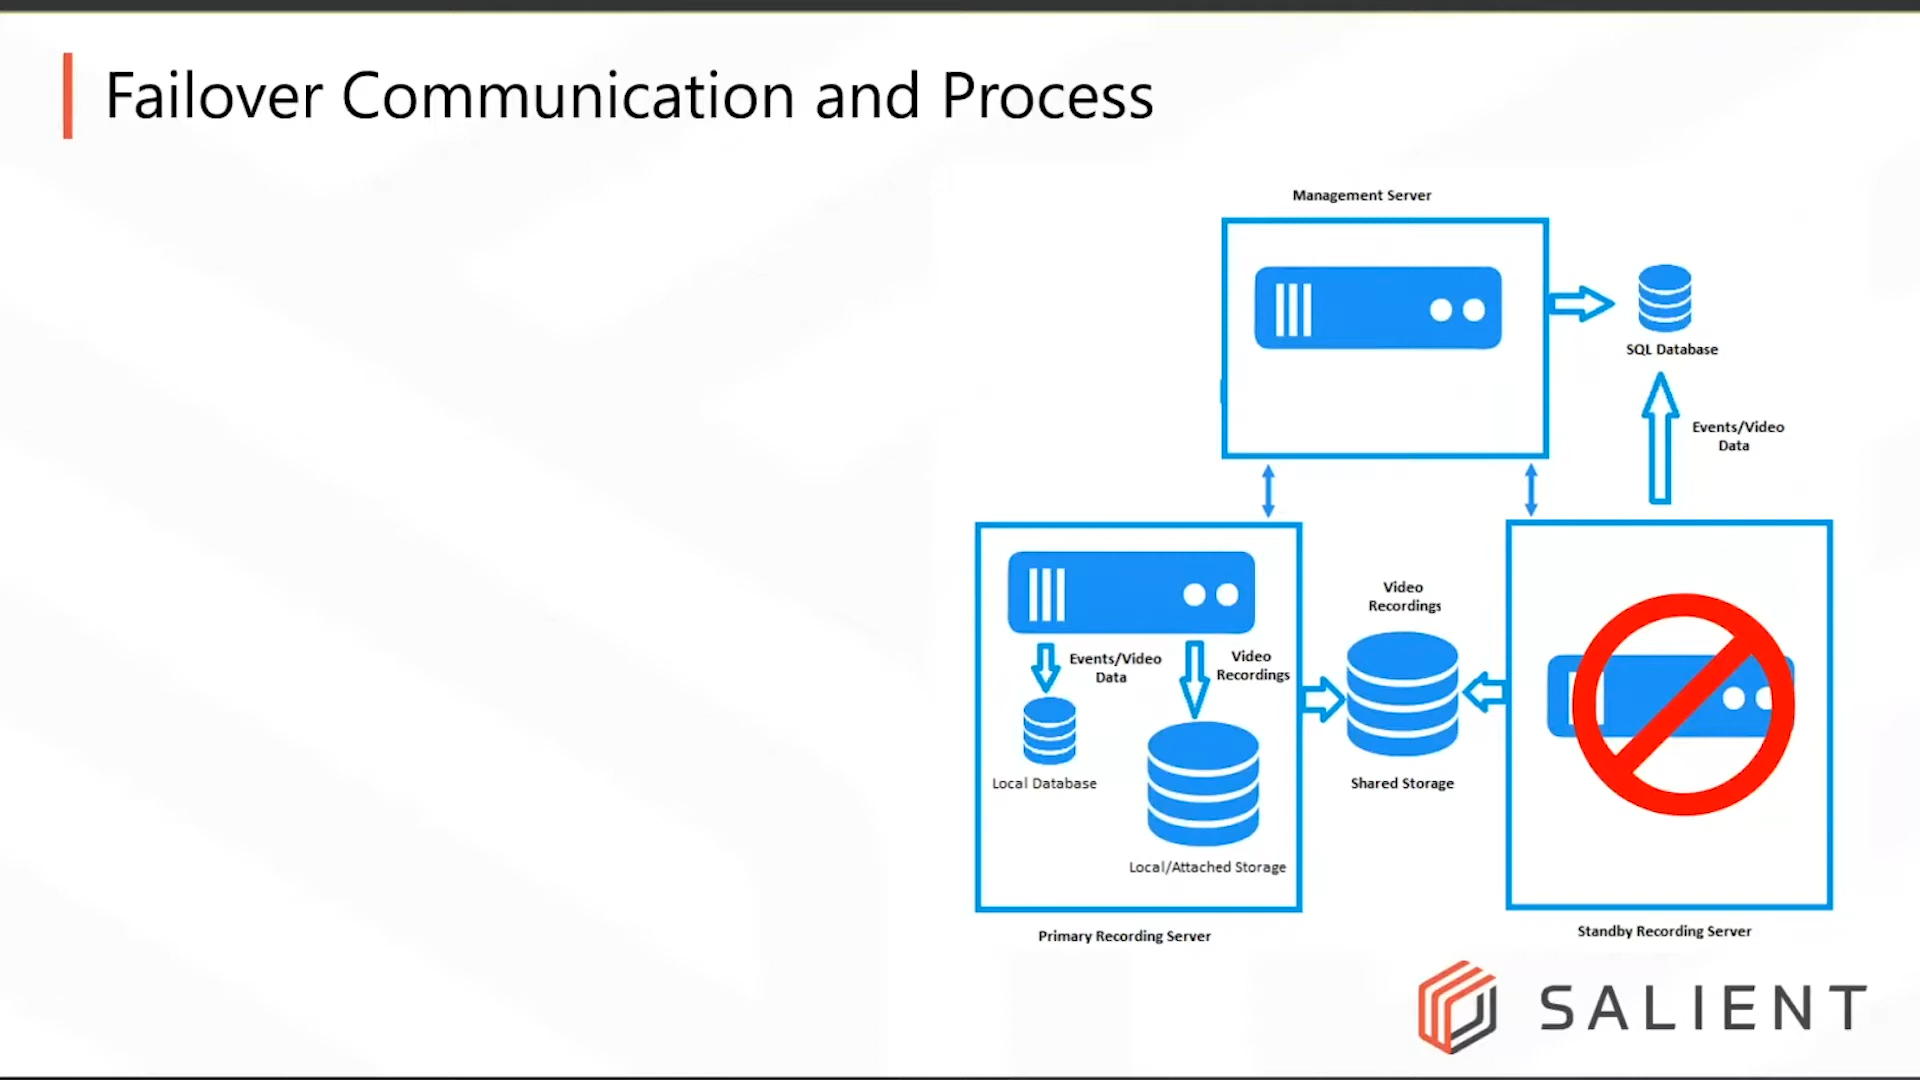 Failover Communication and Process
Management Server
SQL Database
Events/Video
Data
Events/Video
Data
Video
Recordings
Video
Recordings
Local Database
Shared Storage
Local/Attached Storage
Primary Recording Server
Standby Recording Server
SALIENT